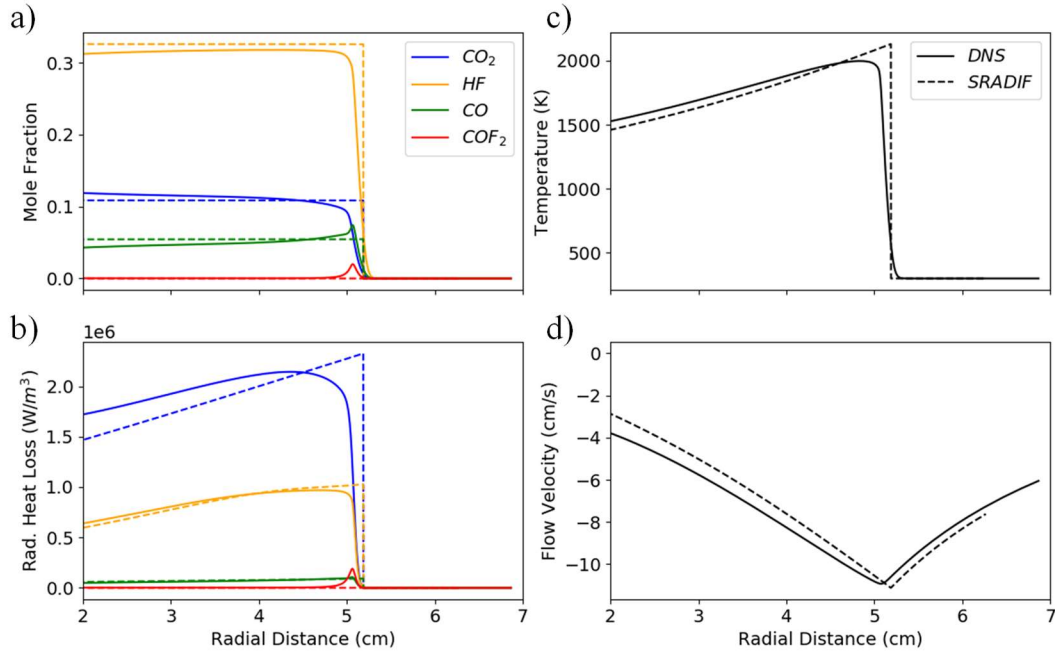 a)
Mole Fraction
0.3
0.2
0.1
0.0
CO₂
HF
CO
COF₂
b)
1e6
Rad. Heat Loss (W/m³)
2.0
1.5
1.0
0.5
0.0
2 3 4 5 6 7
Radial Distance (cm)
c)
Temperature (K)
2000
1500
1000
500
DNS
SRADIF
d)
Flow Velocity (cm/s)
0
−2
−4
−6
−8
−10
2 3 4 5 6 7
Radial Distance (cm)